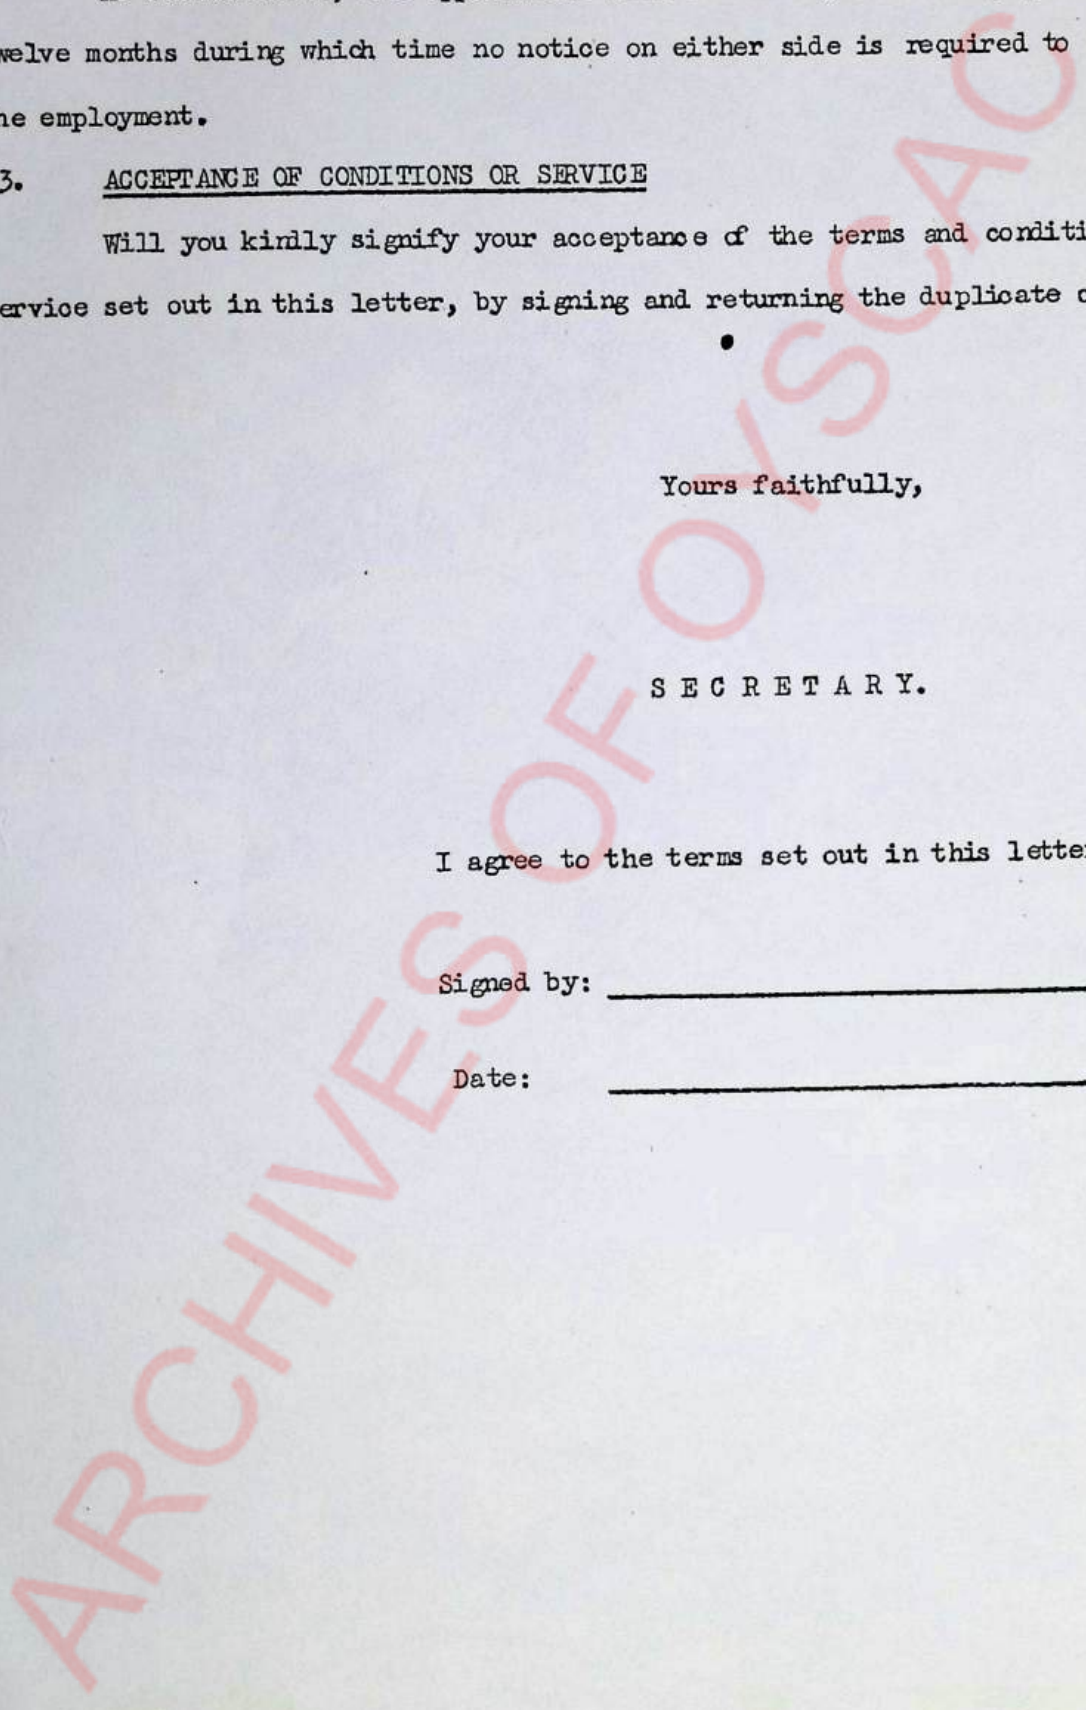 welve months during which time no notice on either side is required to
he employment.
3. ACCEPTANCE OF CONDITIONS OR SERVICE
Will you kindly signify your acceptance of the terms and conditi
ervice set out in this letter, by signing and returning the duplicate
Yours faithfully,
SECRETARY.
I agree to the terms set out in this lette
Signed by:
Date:
ARCHIVES OF OYSCAC